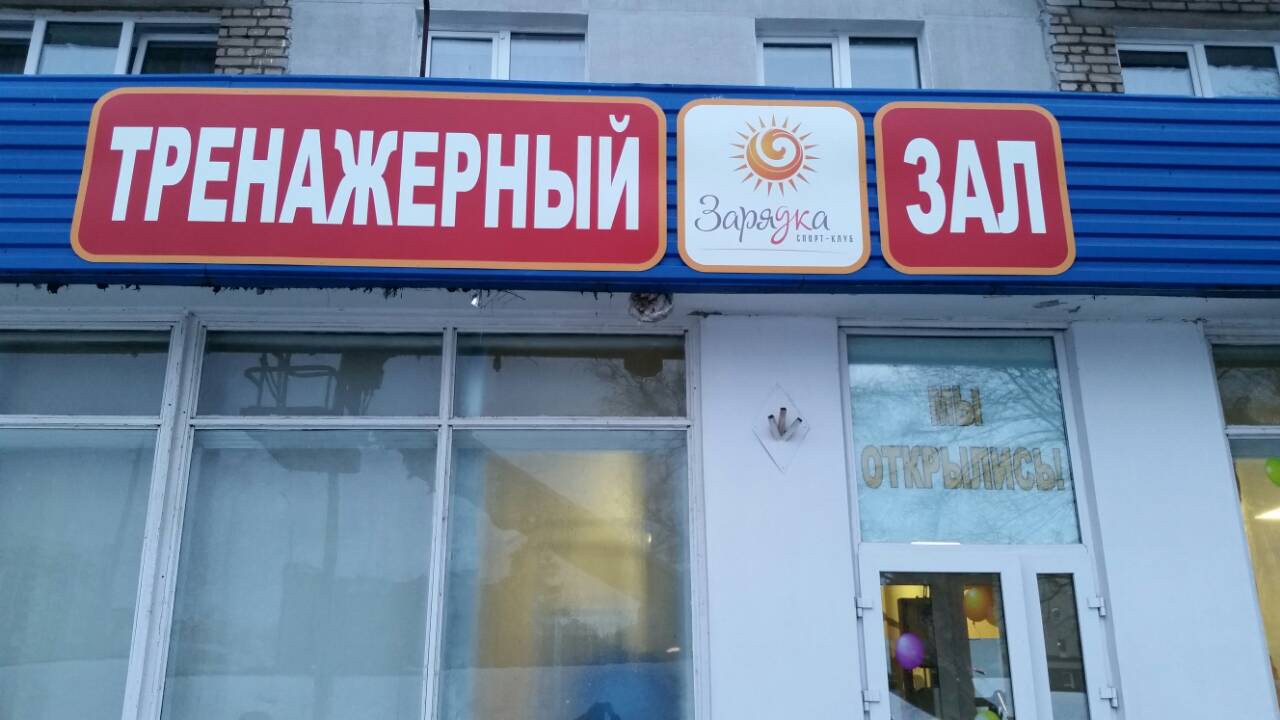 ТРЕНАЖЕРНЫЙ
Зарядка
СПОРТ-КЛУБ
ЗАЛ
МЫ
ОТКРЫЛИСЬ!